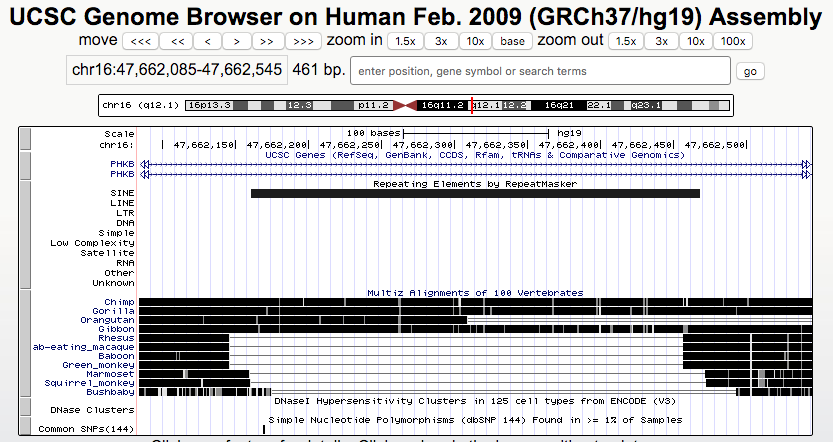 UCSC Genome Browser on Human Feb. 2009 (GRCh37/hg19) Assembly
move <<< << < > >> >>> zoom in 1.5x 3x 10x base zoom out 1.5x 3x 10x 100x
chr16:47,662,085-47,662,545 461 bp. enter position, gene symbol or search terms go
chr16 (q12.1) 16p13.3 12.3 p11.2 16q11.2 q12.1 12.2 16q21 22.1 q23.1
Scale 100 bases hg19
chr16: 47,662,150 47,662,200 47,662,250 47,662,300 47,662,350 47,662,400 47,662,450 47,662,500
UCSC Genes (RefSeq, GenBank, CCDS, Rfam, tRNAs & Comparative Genomics)
PHKB
PHKB
Repeating Elements by RepeatMasker
SINE
LINE
LTR
DNA
Simple
Low Complexity
Satellite
RNA
Other
Unknown
Multiz Alignments of 100 Vertebrates
Chimp
Gorilla
Orangutan
Gibbon
Rhesus
ab-eating_macaque
Baboon
Green_monkey
Marmoset
Squirrel_monkey
Bushbaby
DNaseI Hypersensitivity Clusters in 125 cell types from ENCODE (V3)
DNase Clusters
Simple Nucleotide Polymorphisms (dbSNP 144) Found in >= 1% of Samples
Common SNPs(144)